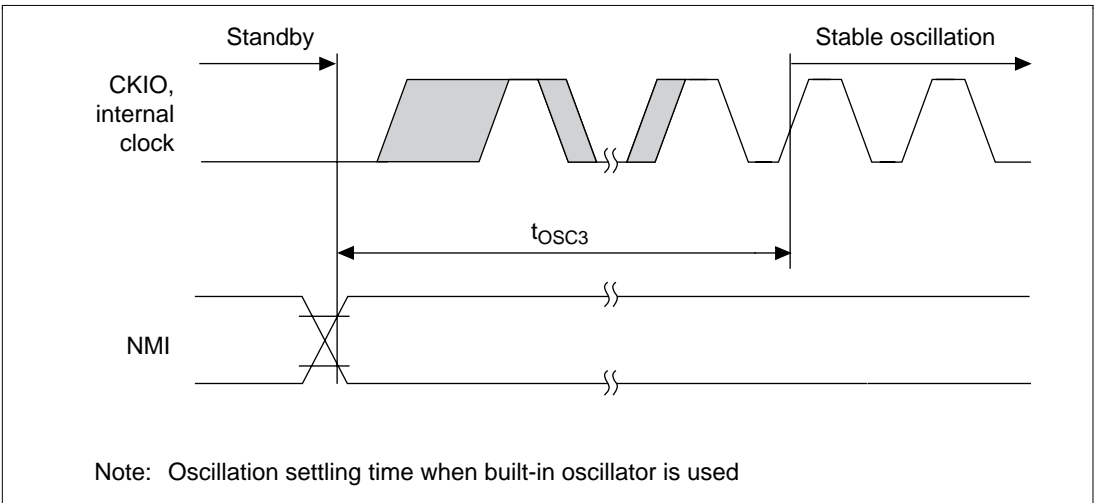 Standby
Stable oscillation
CKIO,
internal
clock
tOSC3
NMI
Note: Oscillation settling time when built-in oscillator is used